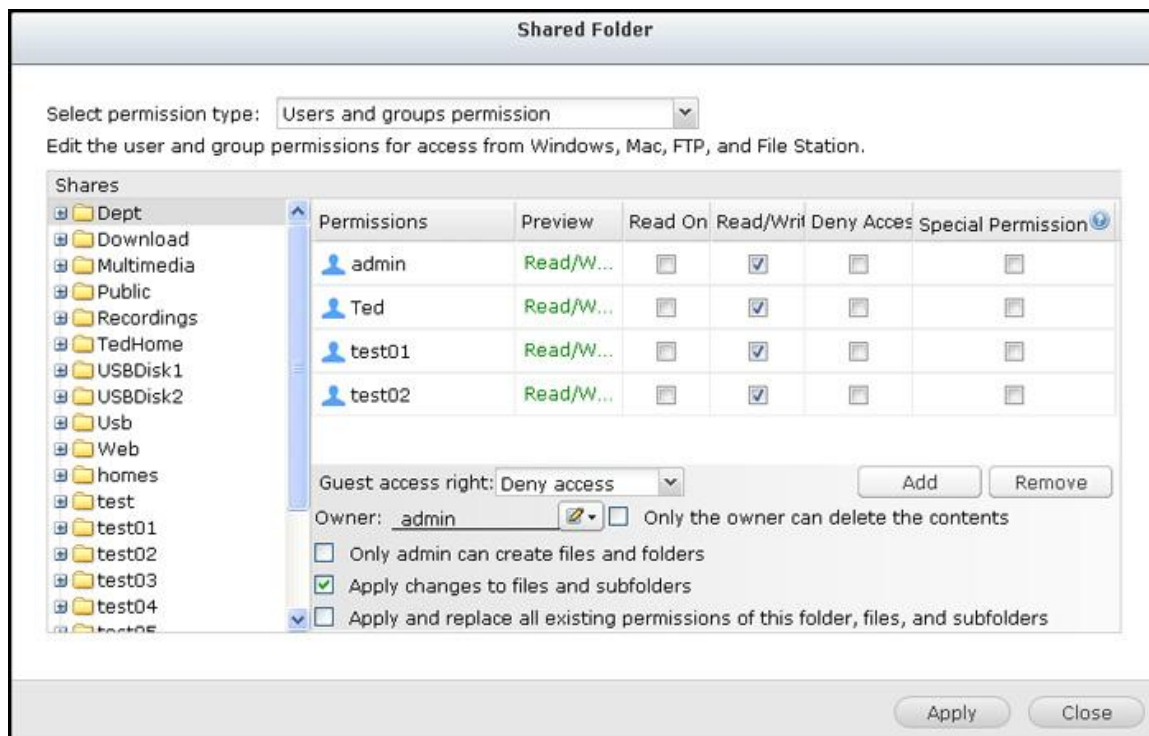 Shared Folder
Select permission type: Users and groups permission
Edit the user and group permissions for access from Windows, Mac, FTP, and File Station.
Shares
Dept
Download
Multimedia
Public
Recordings
TedHome
USBDisk1
USBDisk2
Usb
Web
homes
test
test01
test02
test03
test04
test05
Permissions Preview Read On Read/Writ Deny Acces Special Permission
admin Read/W...
Ted Read/W...
test01 Read/W...
test02 Read/W...
Guest access right: Deny access Add Remove
Owner: admin Only the owner can delete the contents
Only admin can create files and folders
Apply changes to files and subfolders
Apply and replace all existing permissions of this folder, files, and subfolders
Apply Close